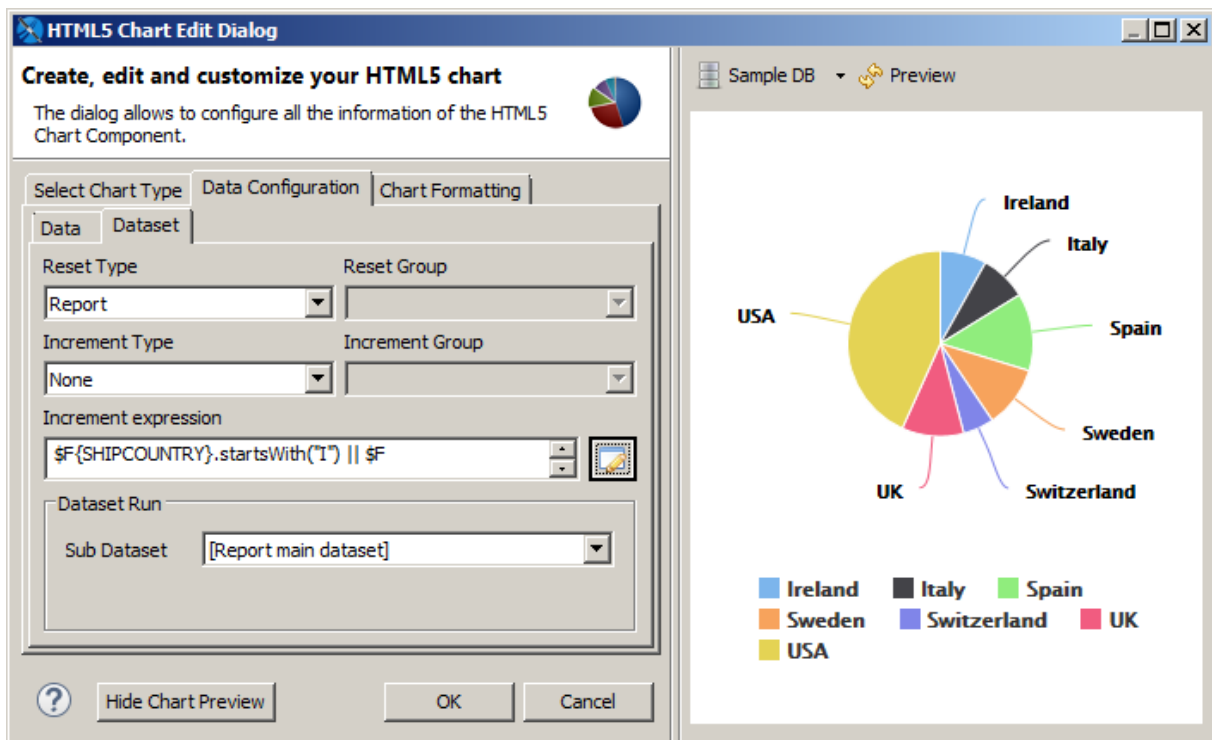 HTML5 Chart Edit Dialog
Create, edit and customize your HTML5 chart
The dialog allows to configure all the information of the HTML5
Chart Component.
Select Chart Type Data Configuration Chart Formatting
Data Dataset
Reset Type Reset Group
Report
Increment Type Increment Group
None
Increment expression
$F{SHIPCOUNTRY}.startsWith("I") || $F
Dataset Run
Sub Dataset [Report main dataset]
? Hide Chart Preview OK Cancel
Sample DB Preview
Ireland
Italy
USA
Spain
Sweden
UK Switzerland
Ireland Italy Spain
Sweden Switzerland UK
USA